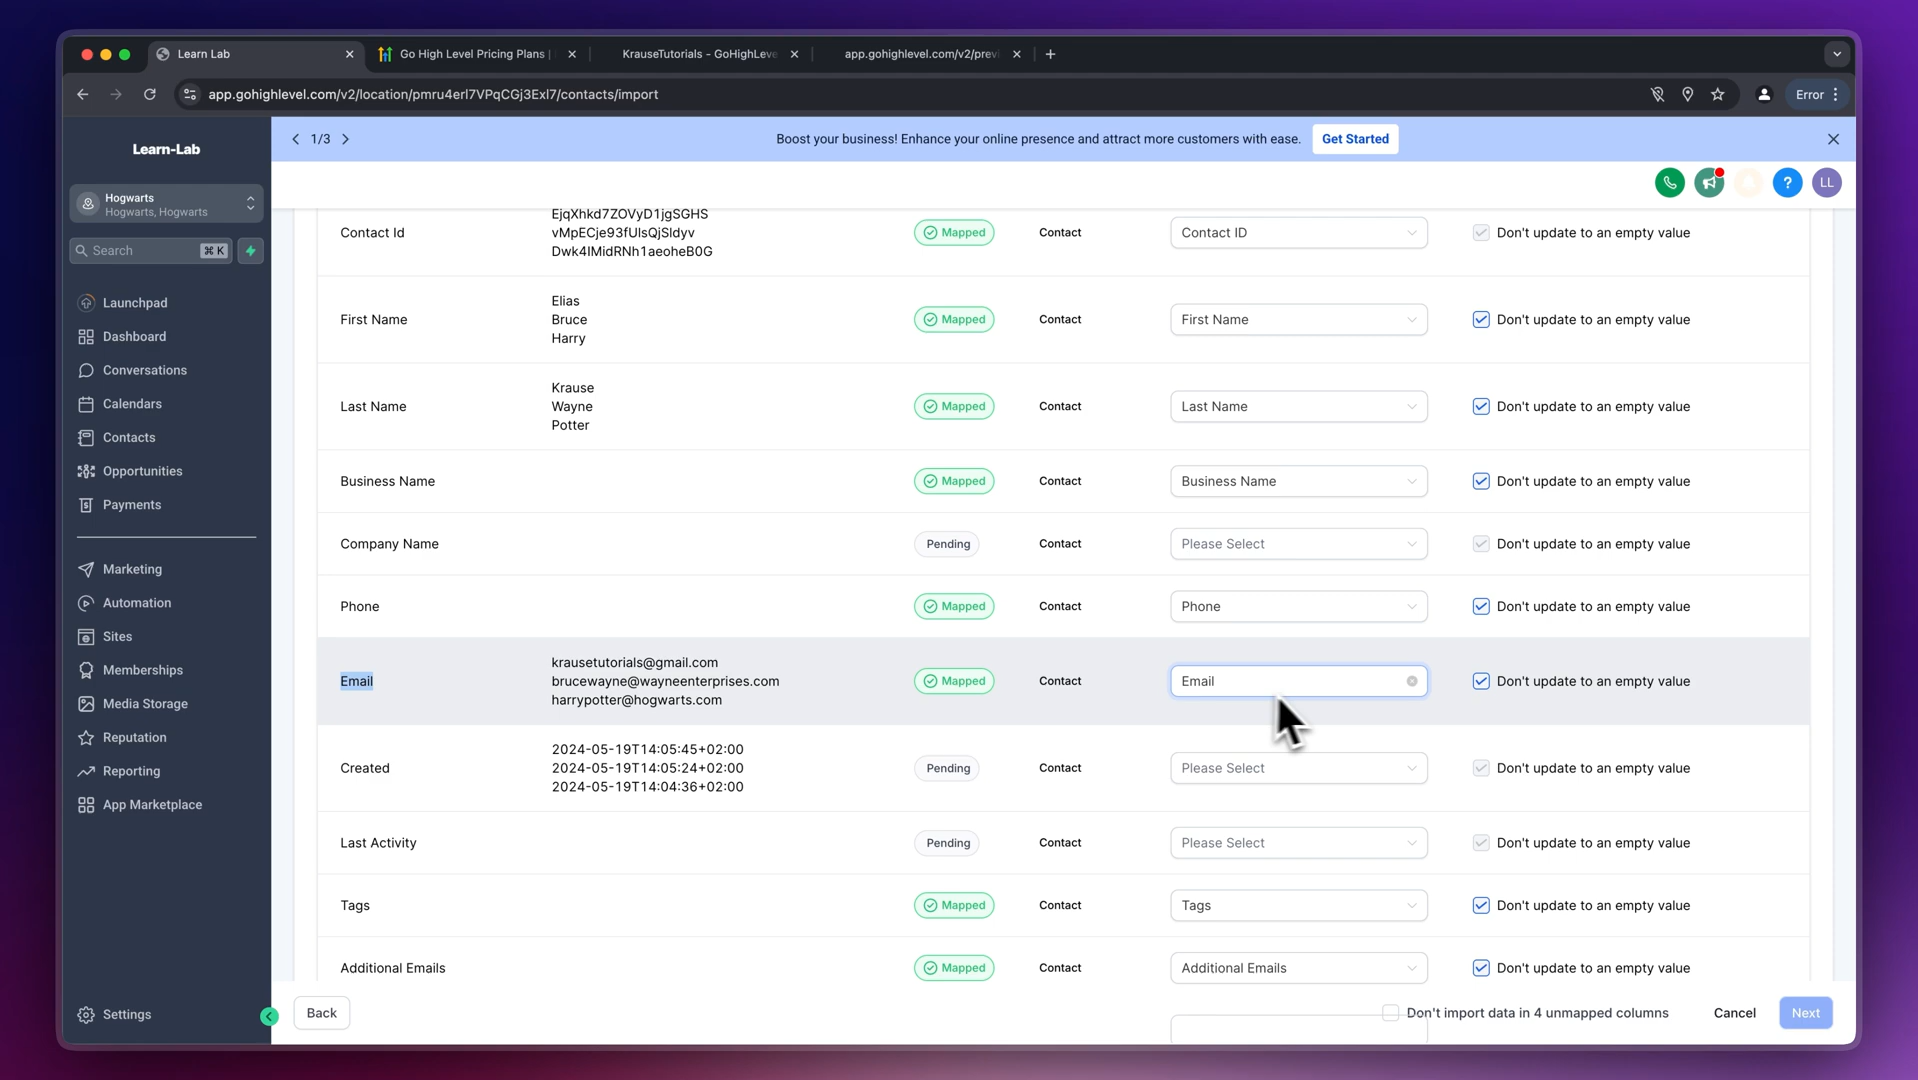 Learn Lab
Go High Level Pricing Plans |
KrauseTutorials - GoHighLeve
app.gohighlevel.com/v2/previ
app.gohighlevel.com/v2/location/pmru4erl7VPqCGj3Exl7/contacts/import
Error
Learn-Lab
1/3
Boost your business! Enhance your online presence and attract more customers with ease.
Get Started
Hogwarts
Hogwarts, Hogwarts
LL
Search
⌘ K
Launchpad
Dashboard
Conversations
Calendars
Contacts
Opportunities
Payments
Marketing
Automation
Sites
Memberships
Media Storage
Reputation
Reporting
App Marketplace
Settings
Contact Id
EjqXhkd7ZOVyD1jgSGHS
vMpECje93fUlsQjSldyv
Dwk4IMidRNh1aeoheB0G
Mapped
Contact
Contact ID
Don't update to an empty value
First Name
Elias
Bruce
Harry
Mapped
Contact
First Name
Don't update to an empty value
Last Name
Krause
Wayne
Potter
Mapped
Contact
Last Name
Don't update to an empty value
Business Name
Mapped
Contact
Business Name
Don't update to an empty value
Company Name
Pending
Contact
Please Select
Don't update to an empty value
Phone
Mapped
Contact
Phone
Don't update to an empty value
Email
krausetutorials@gmail.com
brucewayne@wayneenterprises.com
harrypotter@hogwarts.com
Mapped
Contact
Email
Don't update to an empty value
Created
2024-05-19T14:05:45+02:00
2024-05-19T14:05:24+02:00
2024-05-19T14:04:36+02:00
Pending
Contact
Please Select
Don't update to an empty value
Last Activity
Pending
Contact
Please Select
Don't update to an empty value
Tags
Mapped
Contact
Tags
Don't update to an empty value
Additional Emails
Mapped
Contact
Additional Emails
Don't update to an empty value
Back
Don't import data in 4 unmapped columns
Cancel
Next